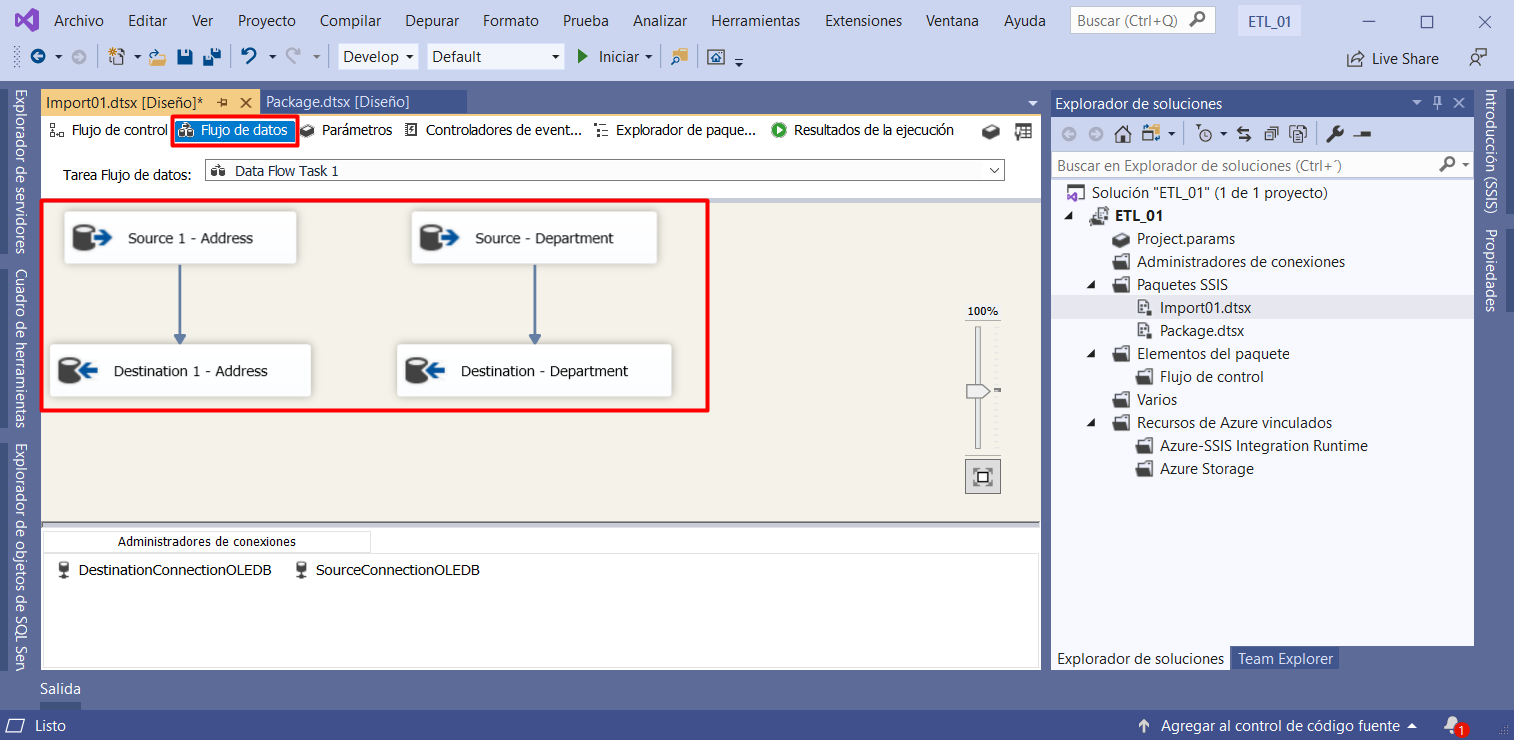 Archivo Editar Ver Proyecto Compilar Depurar Formato Prueba Analizar Herramientas Extensiones Ventana Ayuda Buscar (Ctrl+Q) ETL_01
Develop Default Iniciar Live Share
Explorador de servidores
Cuadro de herramientas
Explorador de objetos de SQL Serv
Import01.dtsx [Diseño]* Package.dtsx [Diseño]
Flujo de control Flujo de datos Parámetros Controladores de event... Explorador de paque... Resultados de la ejecución
Tarea Flujo de datos: Data Flow Task 1
Source 1 - Address Source - Department
Destination 1 - Address Destination - Department
100%
Administradores de conexiones
DestinationConnectionOLEDB SourceConnectionOLEDB
Explorador de soluciones
Buscar en Explorador de soluciones (Ctrl+´)
Solución "ETL_01" (1 de 1 proyecto)
ETL_01
Project.params
Administradores de conexiones
Paquetes SSIS
Import01.dtsx
Package.dtsx
Elementos del paquete
Flujo de control
Varios
Recursos de Azure vinculados
Azure-SSIS Integration Runtime
Azure Storage
Explorador de soluciones Team Explorer
Introducción (SSIS)
Propiedades
Salida
Listo Agregar al control de código fuente 1